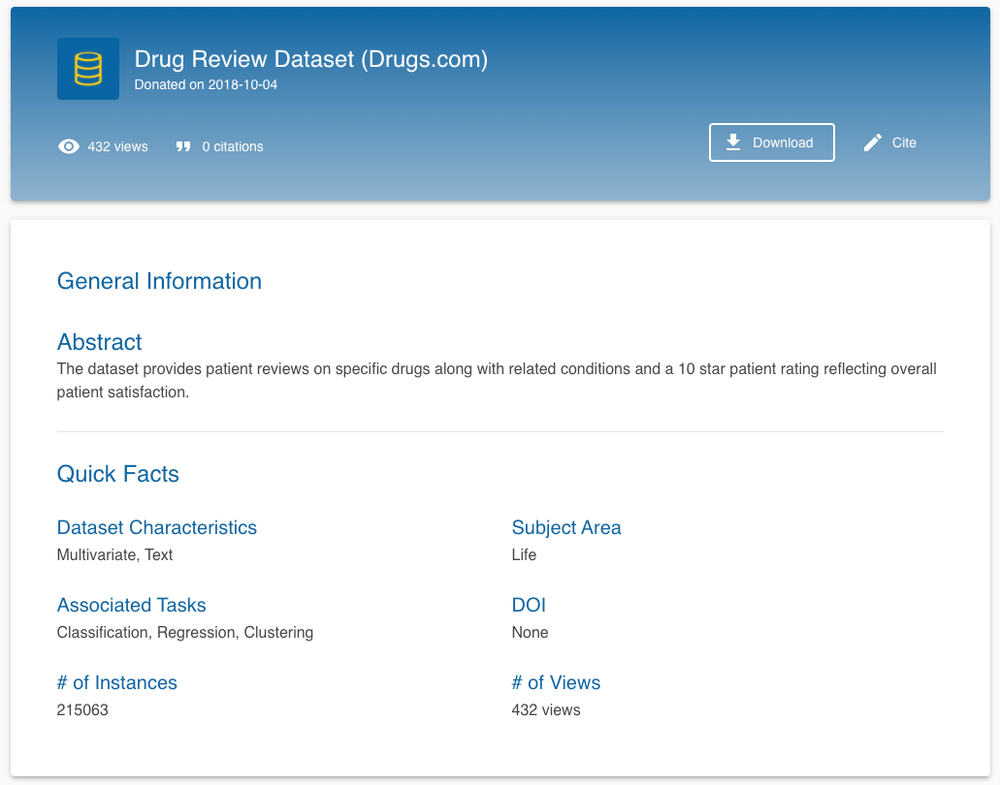 Drug Review Dataset (Drugs.com)
Donated on 2018-10-04
432 views
0 citations
Download
Cite
General Information
Abstract
The dataset provides patient reviews on specific drugs along with related conditions and a 10 star patient rating reflecting overall
patient satisfaction.
Quick Facts
Dataset Characteristics
Multivariate, Text
Subject Area
Life
Associated Tasks
Classification, Regression, Clustering
DOI
None
# of Instances
215063
# of Views
432 views